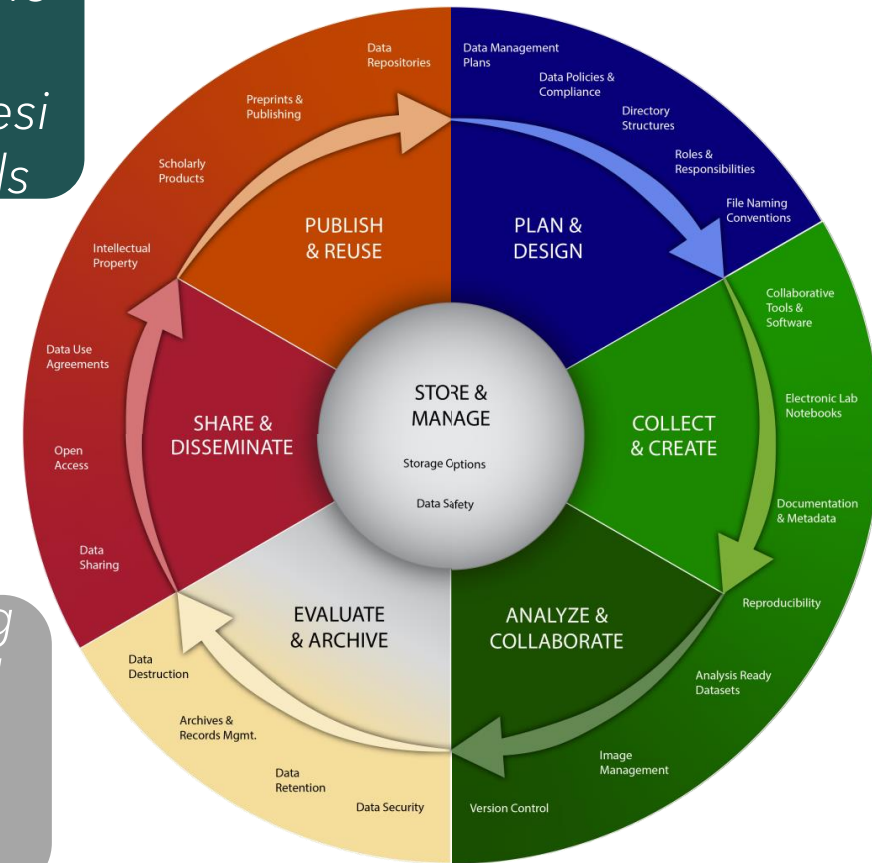 esi
ls
g
Data
Repositories
Preprints &
Publishing
Scholarly
Products
Intellectual
Property
Data Use
Agreements
Open
Access
Data
Sharing
Data Management
Plans
Data Policies &
Compliance
Directory
Structures
Roles &
Responsibilities
File Naming
Conventions
Collaborative
Tools &
Software
Electronic Lab
Notebooks
Documentation
& Metadata
Reproducibility
Analysis Ready
Datasets
Image
Management
Version Control
Data Security
Data
Retention
Archives &
Records Mgmt.
Data
Destruction
PUBLISH
& REUSE
PLAN &
DESIGN
COLLECT
& CREATE
ANALYZE &
COLLABORATE
EVALUATE
& ARCHIVE
SHARE &
DISSEMINATE
STORE &
MANAGE
Storage Options
Data Safety